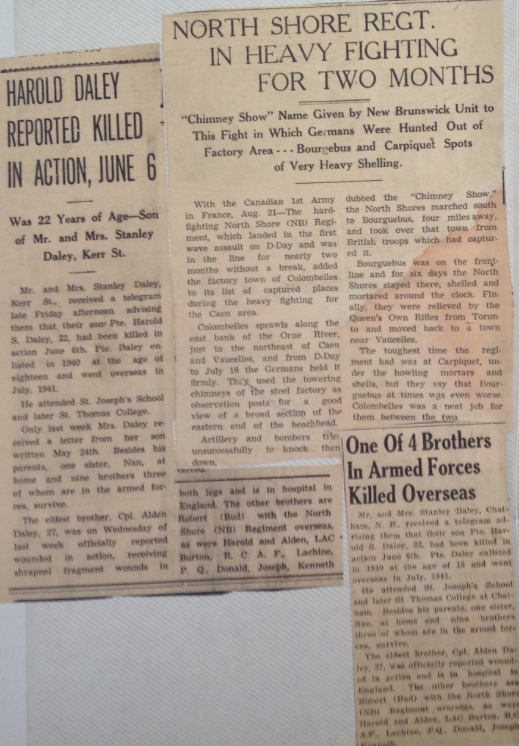 HAROLD DALEY
REPORTED KILLED
IN ACTION, JUNE 6
Was 22 Years of Age—Son
of Mr. and Mrs. Stanley
Daley, Kerr St.
Mr. and Mrs. Stanley Daley,
Kerr St., received a telegram
late Friday afternoon advising
them that their son Pte. Harold
S. Daley, 22, had been killed in
action June 6th. Pte. Daley en-
listed in 1940 at the age of
eighteen and went overseas in
July, 1941.
He attended St. Joseph's School
and later St. Thomas College.
Only last week Mrs. Daley re-
ceived a letter from her son
written May 24th. Besides his
parents, one sister, Nan, at
home and nine brothers three
of whom are in the armed for-
ces, survive.
The eldest brother, Cpl. Alden
Daley, 27, was on Wednesday of
last week officially reported
wounded in action, receiving
shrapnel fragment wounds in
both legs and is in hospital in
England. The other brothers are
Robert (Bud) with the North
Shore (NB) Regiment overseas,
as were Harold and Alden, LAC
Burton, R. C. A. F., Lachine,
P. Q., Donald, Joseph, Kenneth
NORTH SHORE REGT.
IN HEAVY FIGHTING
FOR TWO MONTHS
"Chimney Show" Name Given by New Brunswick Unit to
This Fight in Which Germans Were Hunted Out of
Factory Area - - - Bourgebus and Carpiquet Spots
of Very Heavy Shelling.
With the Canadian 1st Army
in France, Aug. 21—The hard-
fighting North Shore (NB) Regi-
ment, which landed in the first
wave assault on D-Day and was
in the line for nearly two
months without a break, added
the factory town of Colombelles
to its list of captured places
during the heavy fighting for
the Caen area.
Colombelles sprawls along the
east bank of the Orne River,
just to the northeast of Caen
and Vaucelles, and from D-Day
to July 18 the Germans held it
firmly. They used the towering
chimneys of the steel factory as
observation posts for a good
view of a broad section of the
eastern end of the beachhead.
Artillery and bombers tried
unsuccessfully to knock then
down.
dubbed the "Chimney Show,"
the North Shores marched south
to Bourguebus, four miles away,
and took over that town from
British troops which had captur-
ed it.
Bourguebus was on the front-
line and for six days the North
Shores stayed there, shelled and
mortared around the clock. Fin-
ally, they were relieved by the
Queen's Own Rifles from Toron-
to and moved back to a town
near Vaucelles.
The toughest time the regi-
ment had was at Carpiquet, un-
der the howling mortars and
shells, but they say that Bour-
guebus at times was even worse.
Colombelles was a neat job for
them between the two.
One Of 4 Brothers
In Armed Forces
Killed Overseas
Mr. and Mrs. Stanley Daley, Chat-
ham, N. B., received a telegram ad-
vising them that their son Pte. Har-
old S. Daley, 22, had been killed in
action June 6th. Pte. Daley enlisted
in 1940 at the age of 18 and went
overseas in July, 1941.
He attended St. Joseph's School
and later St. Thomas College at Chat-
ham. Besides his parents, one sister,
Nan, at home and nine brothers
three of whom are in the armed for-
ces, survive.
The eldest brother, Cpl. Alden Da-
ley, 27, was officially reported wound-
ed in action and is in hospital in
England. The other brothers are
Robert (Bud) with the North Shore
(NB) Regiment overseas, as were
Harold and Alden, LAC Burton, R.C.
A.F., Lachine, P.Q., Donald, Joseph
Kenneth